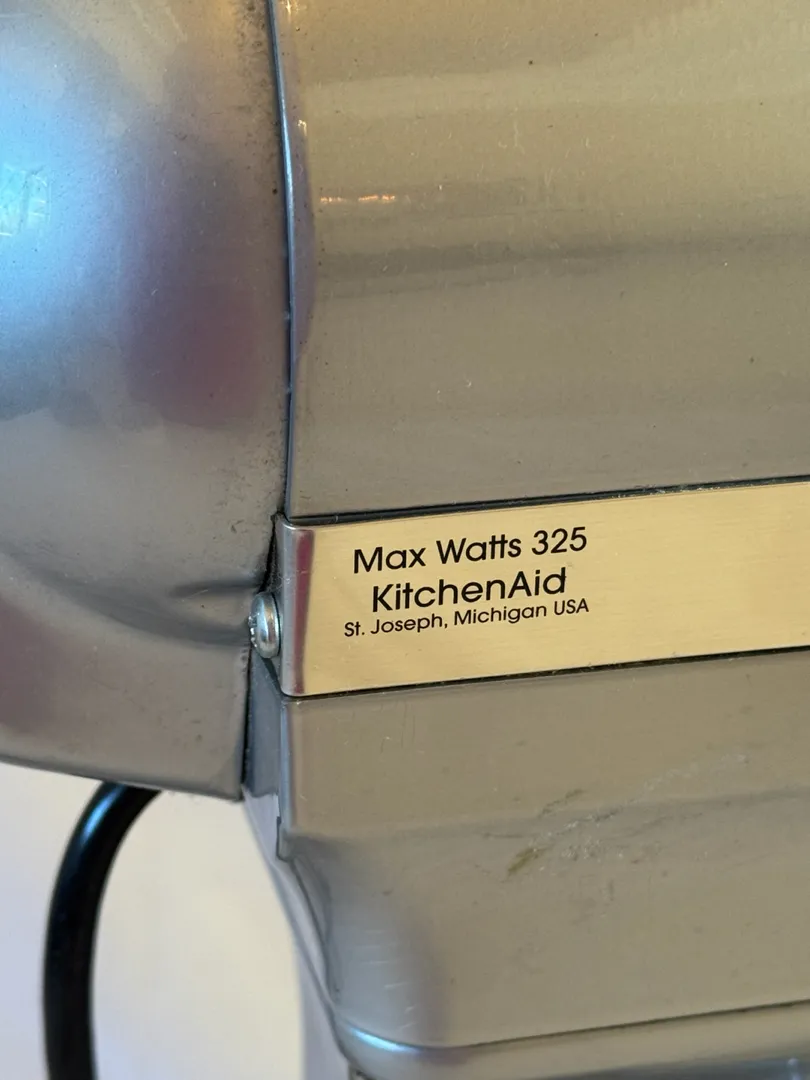 Max Watts 325
KitchenAid
St. Joseph, Michigan USA